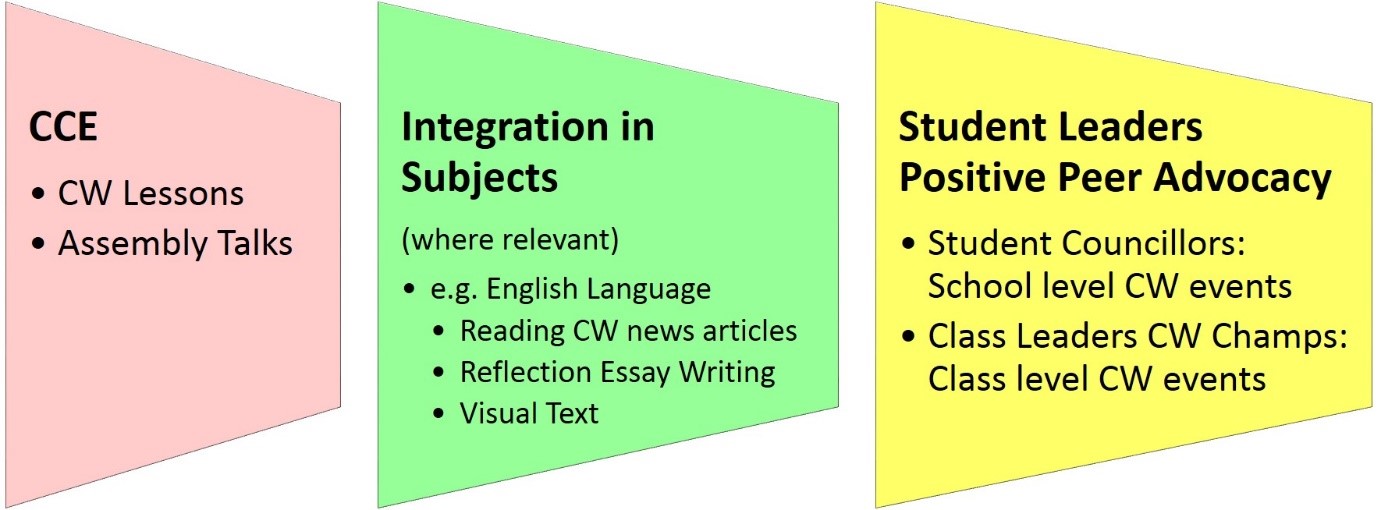 CCE
• CW Lessons
• Assembly Talks
Integration in
Subjects
(where relevant)
• e.g. English Language
• Reading CW news articles
• Reflection Essay Writing
• Visual Text
Student Leaders
Positive Peer Advocacy
• Student Councillors:
School level CW events
• Class Leaders CW Champs:
Class level CW events